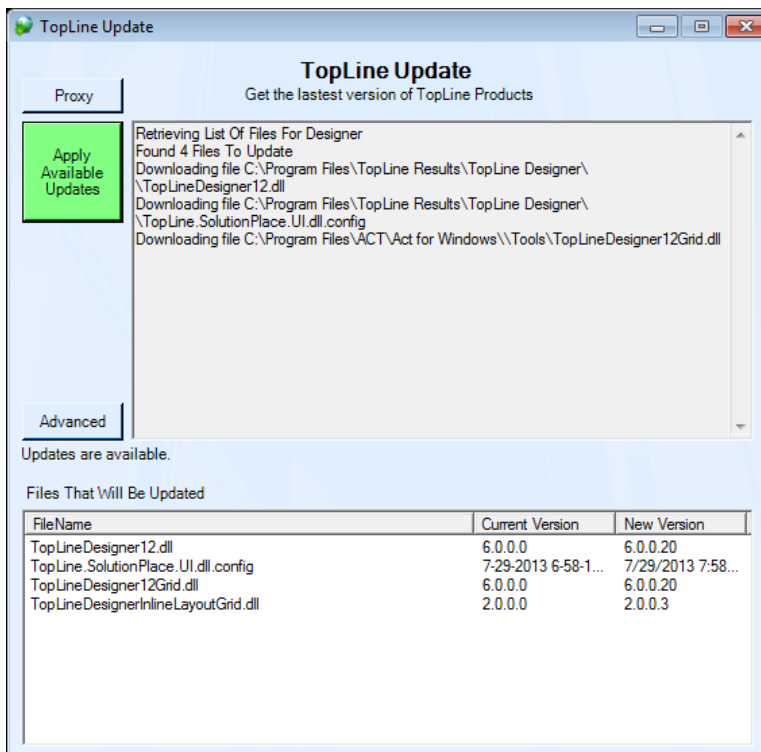 TopLine Update
TopLine Update
Get the lastest version of TopLine Products
Proxy
Apply
Available
Updates
Retrieving List Of Files For Designer
Found 4 Files To Update
Downloading file C:\Program Files\TopLine Results\TopLine Designer\
\TopLineDesigner12.dll
Downloading file C:\Program Files\TopLine Results\TopLine Designer\
\TopLine.SolutionPlace.UI.dll.config
Downloading file C:\Program Files\ACT\Act for Windows\\Tools\TopLineDesigner12Grid.dll
Advanced
Updates are available.
Files That Will Be Updated
FileName Current Version New Version
TopLineDesigner12.dll 6.0.0.0 6.0.0.20
TopLine.SolutionPlace.UI.dll.config 7-29-2013 6-58-1... 7/29/2013 7:58...
TopLineDesigner12Grid.dll 6.0.0.0 6.0.0.20
TopLineDesignerInlineLayoutGrid.dll 2.0.0.0 2.0.0.3